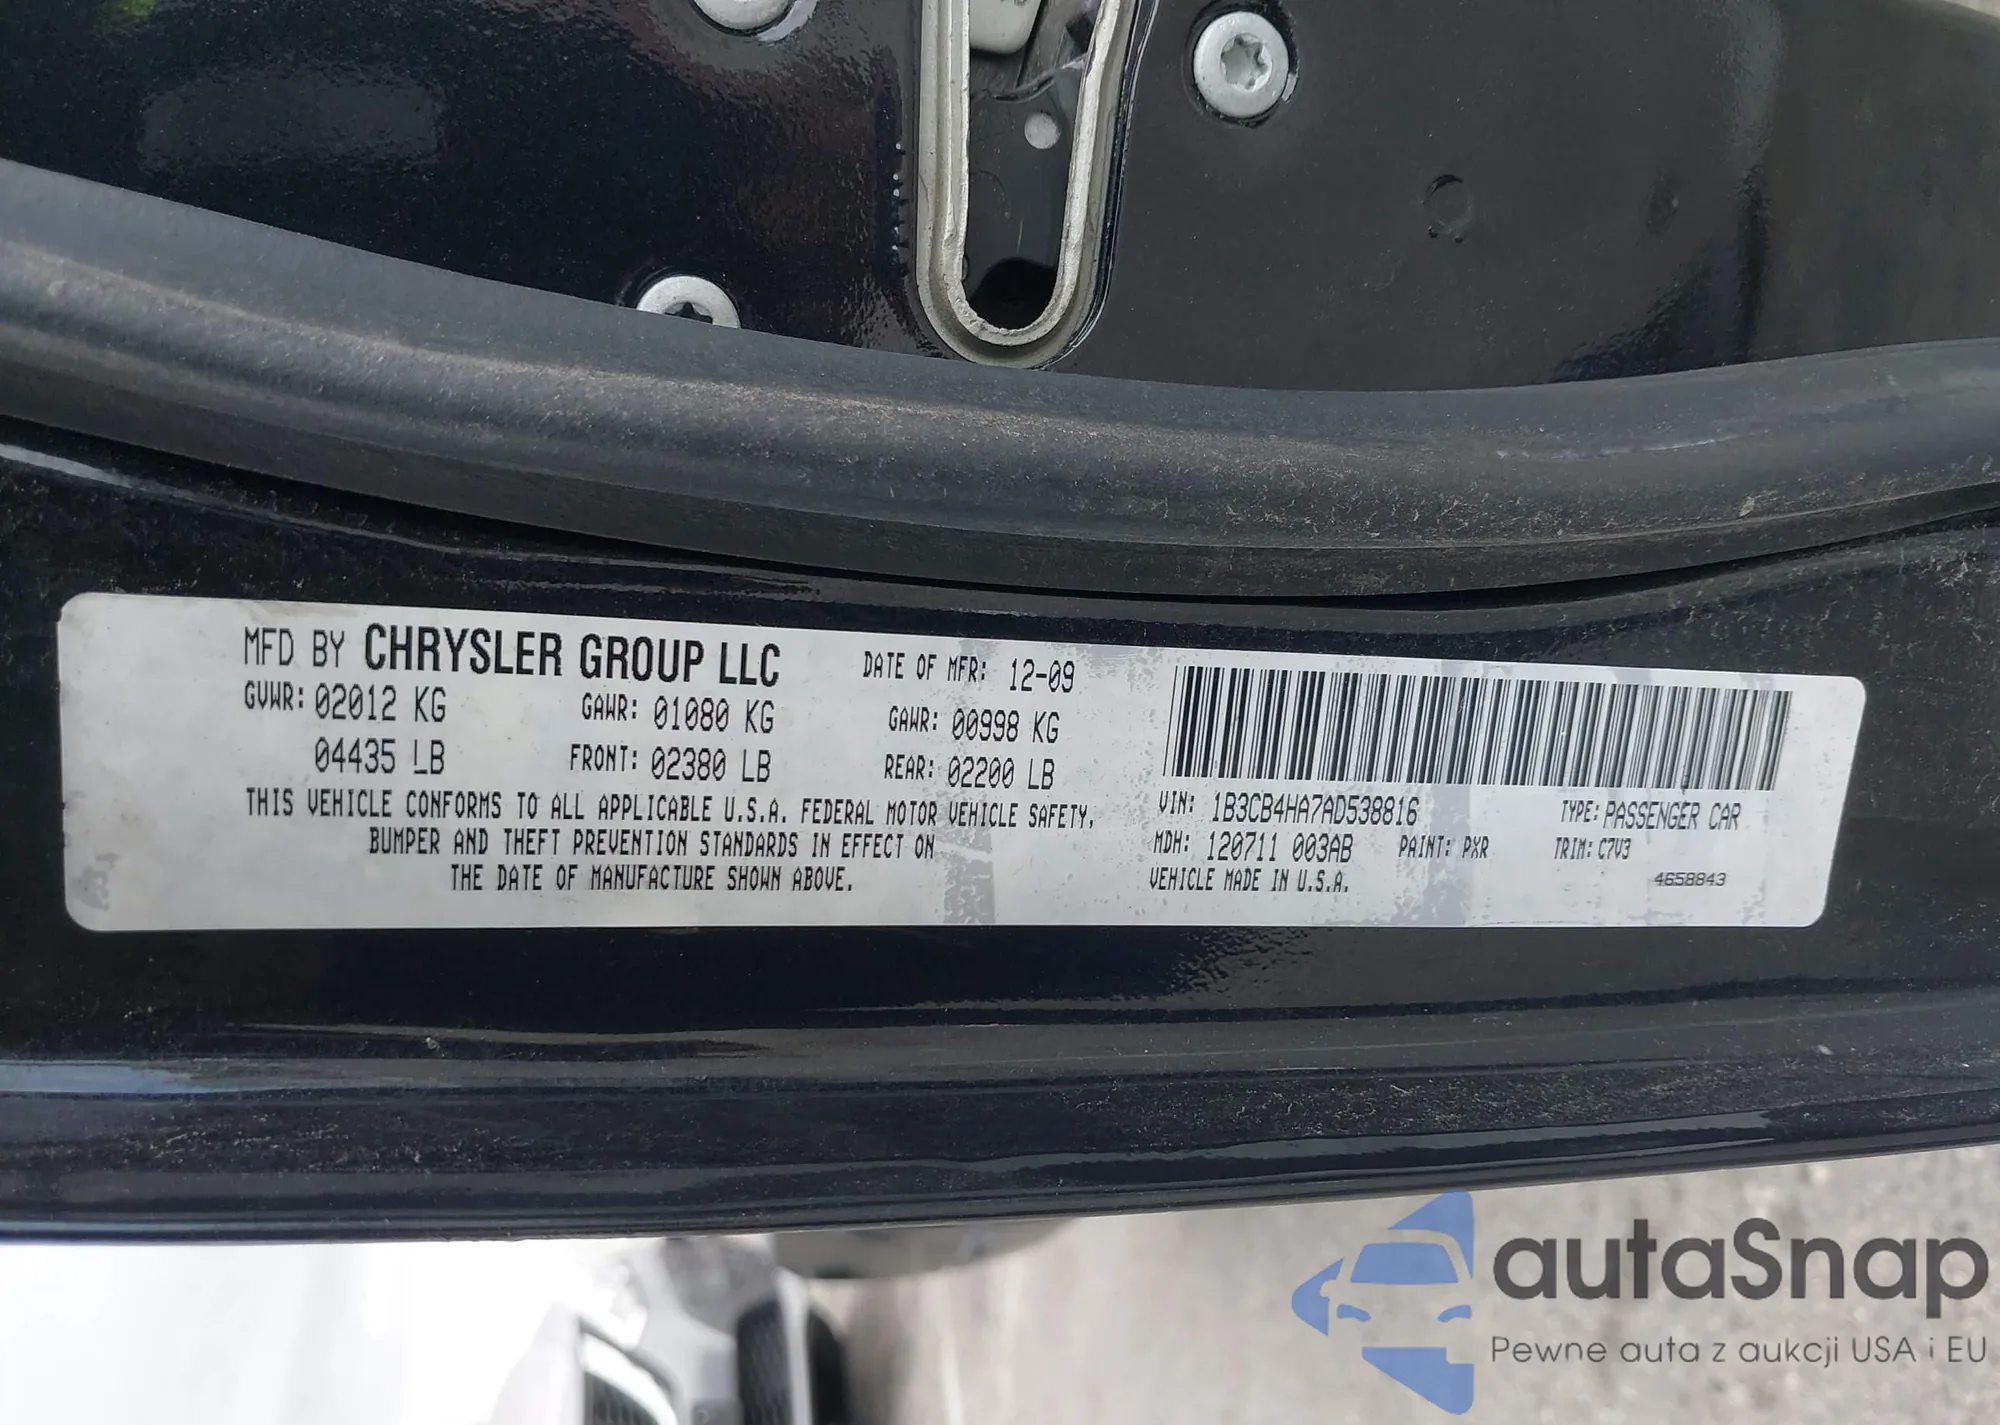 MFD BY CHRYSLER GROUP LLC DATE OF MFR: 12-09
GVWR: 02012 KG GAWR: 01080 KG GAWR: 00998 KG
04435 LB FRONT: 02380 LB REAR: 02200 LB
THIS VEHICLE CONFORMS TO ALL APPLICABLE U.S.A. FEDERAL MOTOR VEHICLE SAFETY,
BUMPER AND THEFT PREVENTION STANDARDS IN EFFECT ON
THE DATE OF MANUFACTURE SHOWN ABOVE.
VIN: 1B3CB4HA7AD538816 TYPE: PASSENGER CAR
MDH: 120711 003AB PAINT: PXR TRIM: C7V3
VEHICLE MADE IN U.S.A. 4658843
autaSnap
Pewne auta z aukcji USA i EU